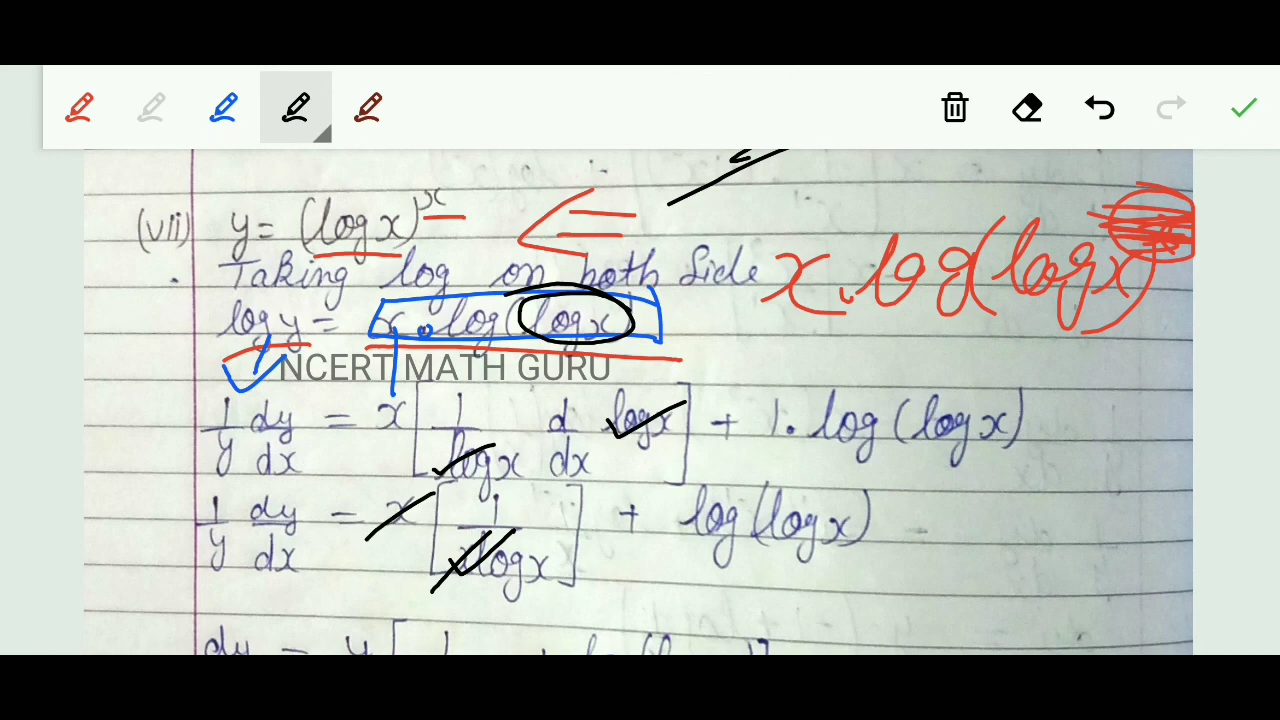 (vii) y = (log x)^x
. Taking log on both Side x.log(log x)
log y = x . log(log x)
NCERT MATH GURU
1/y dy/dx = x [1/log x d/dx log x] + 1. log(log x)
1/y dy/dx = x [1/x log x] + log(log x)